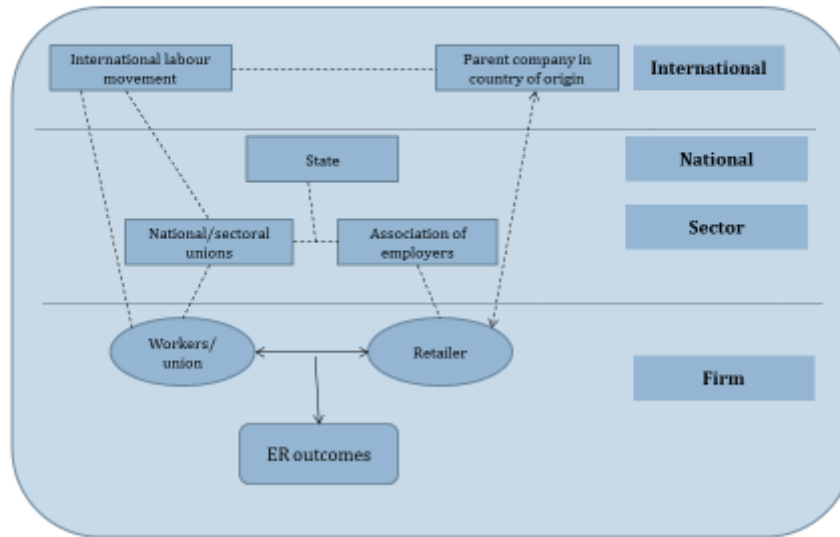 International labour
movement
Parent company in
country of origin
International
State
National
National/sectoral
unions
Association of
employers
Sector
Workers/
union
Retailer
Firm
ER outcomes